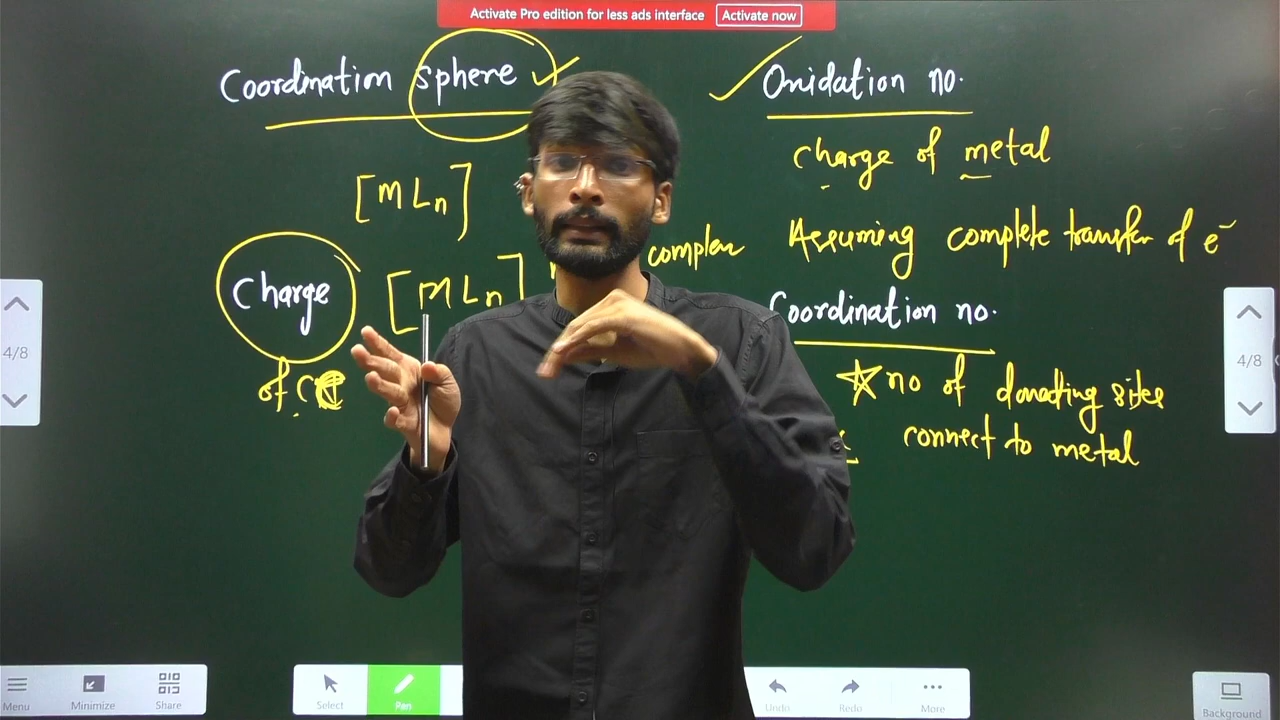 Activate Pro edition for less ads interface Activate now
Coordination Sphere
[MLn]
Charge [MLn]
of C
complex
Oxidation no.
charge of metal
Assuming complete transfer of e⁻
Coordination no.
no of donating sites
connect to metal
4/8
4/8
Menu Minimize Share
Select Pen
Undo Redo More
Background